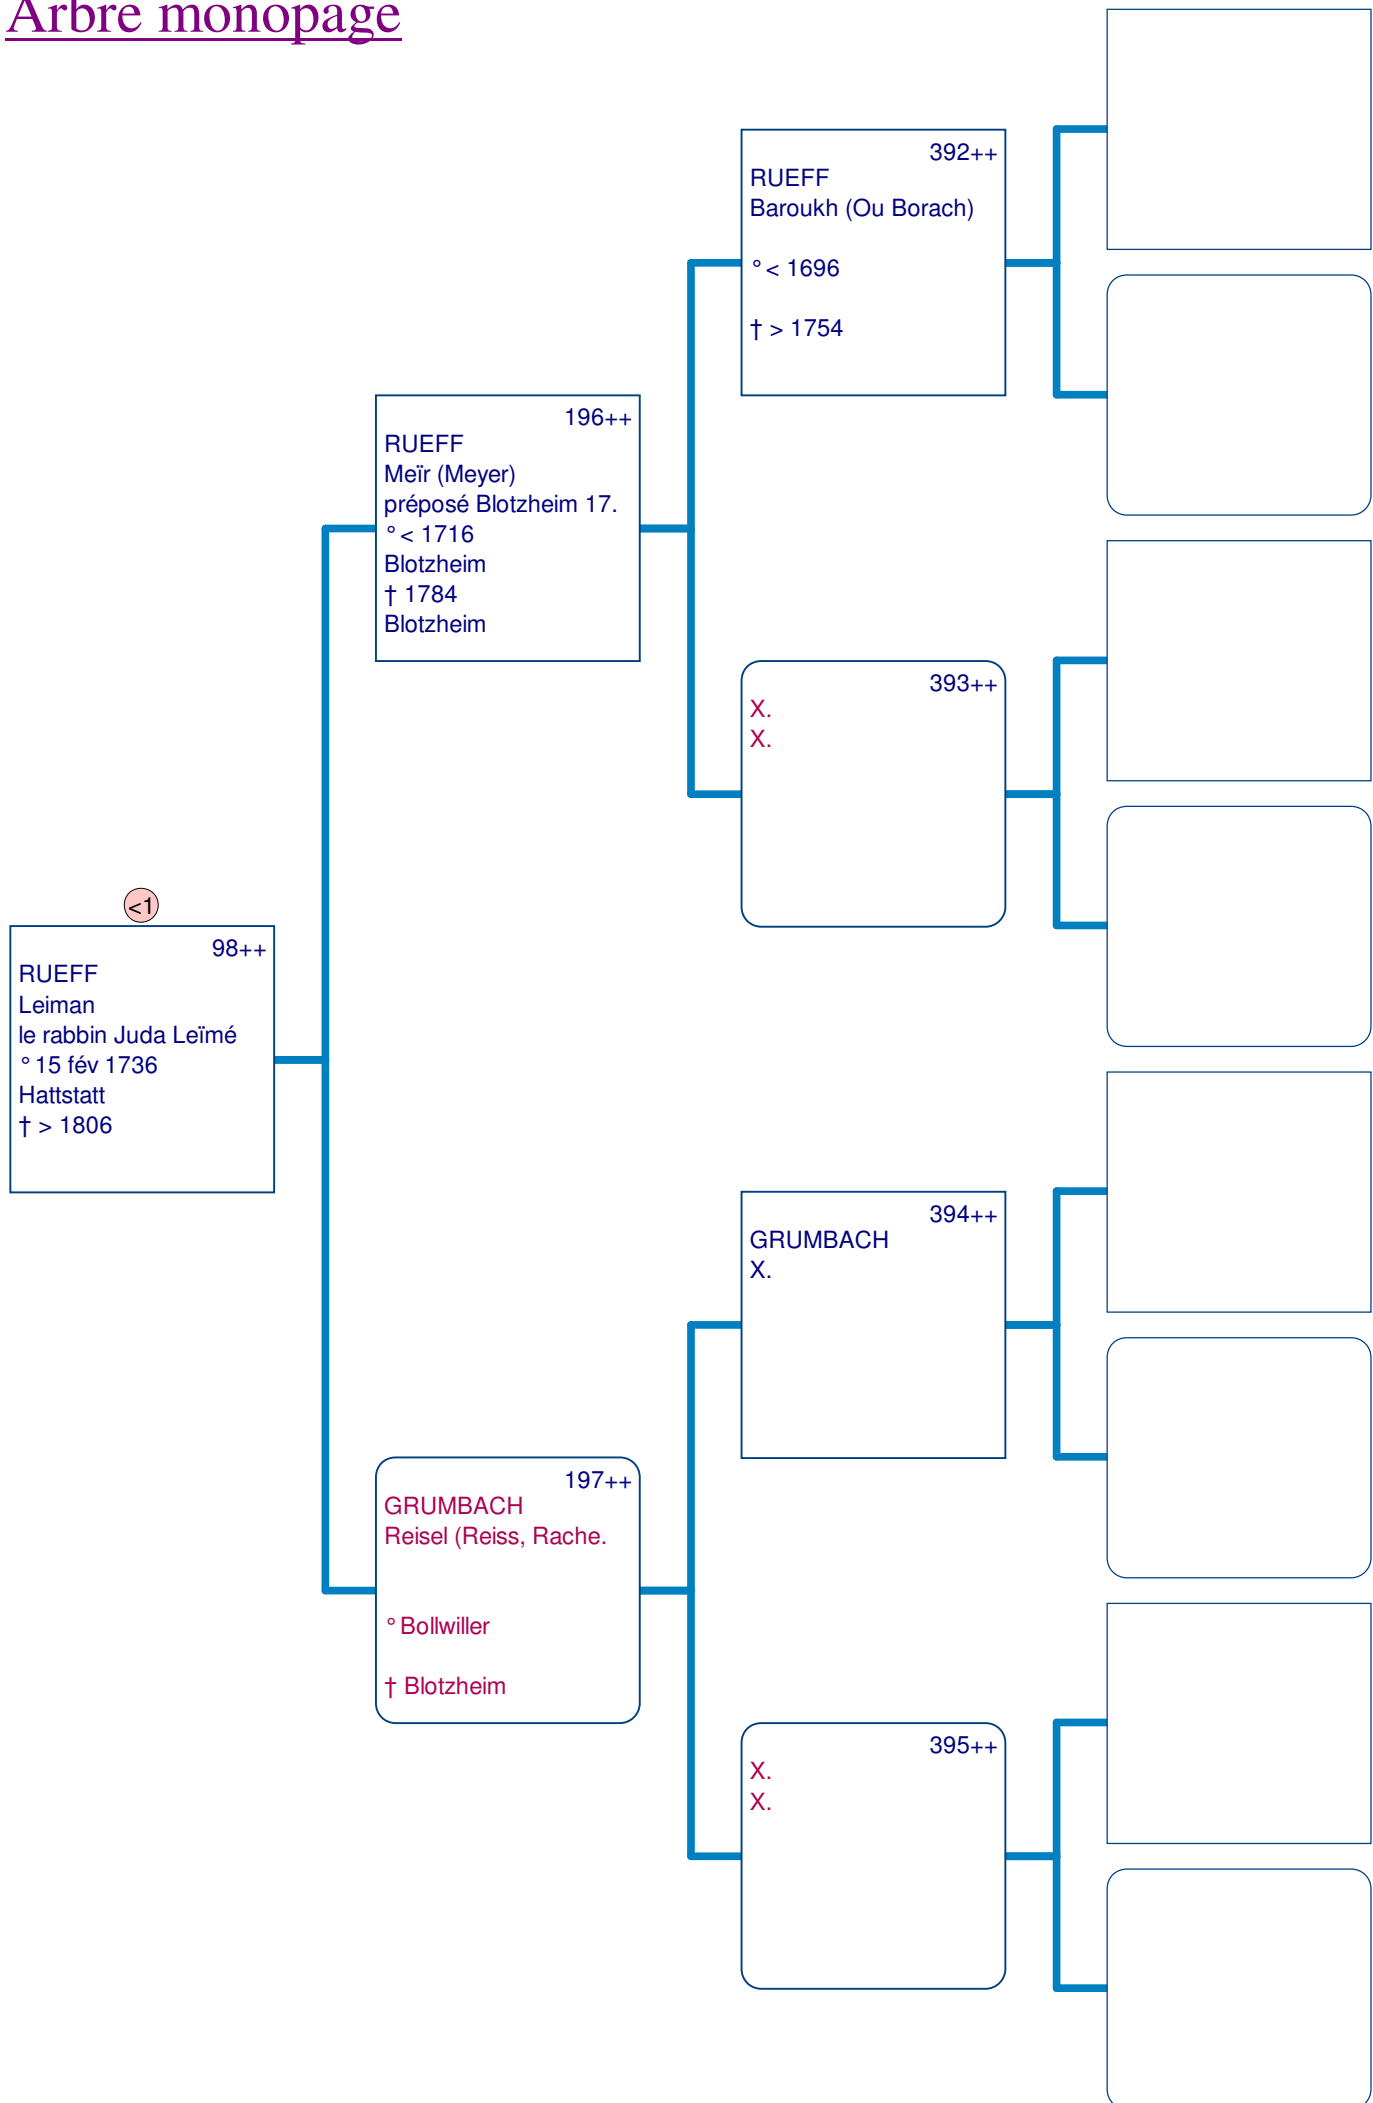 Arbre monopage
392++
RUEFF
Baroukh (Ou Borach)
° < 1696
† > 1754
196++
RUEFF
Meïr (Meyer)
préposé Blotzheim 17.
° < 1716
Blotzheim
† 1784
Blotzheim
393++
X.
X.
<1
98++
RUEFF
Leiman
le rabbin Juda Leïmé
° 15 fév 1736
Hattstatt
† > 1806
394++
GRUMBACH
X.
197++
GRUMBACH
Reisel (Reiss, Rache.
° Bollwiller
† Blotzheim
395++
X.
X.